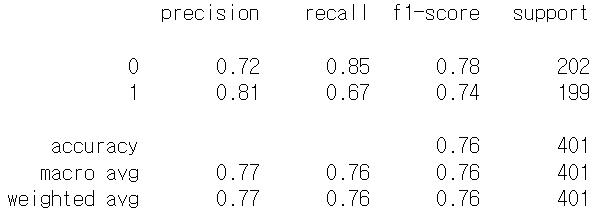 precision recall f1-score support
0 0.72 0.85 0.78 202
1 0.81 0.67 0.74 199
accuracy 0.76 401
macro avg 0.77 0.76 0.76 401
weighted avg 0.77 0.76 0.76 401